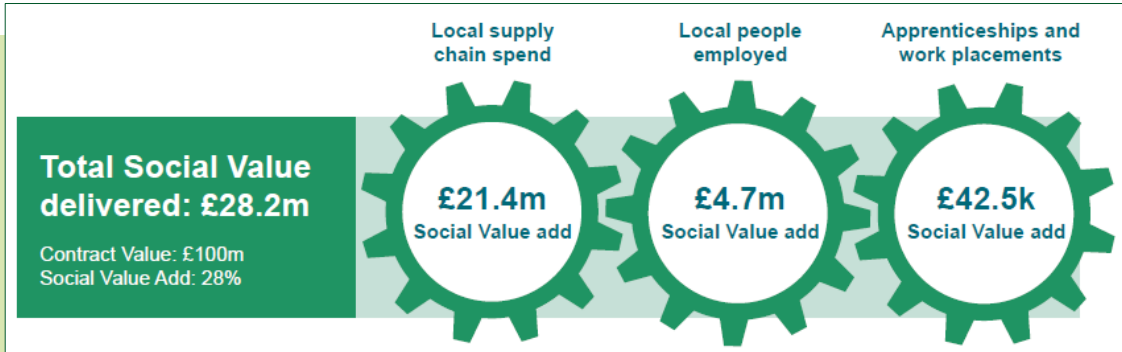 Local supply
chain spend
Local people
employed
Apprenticeships and
work placements
Total Social Value
delivered: £28.2m
Contract Value: £100m
Social Value Add: 28%
£21.4m
Social Value add
£4.7m
Social Value add
£42.5k
Social Value add